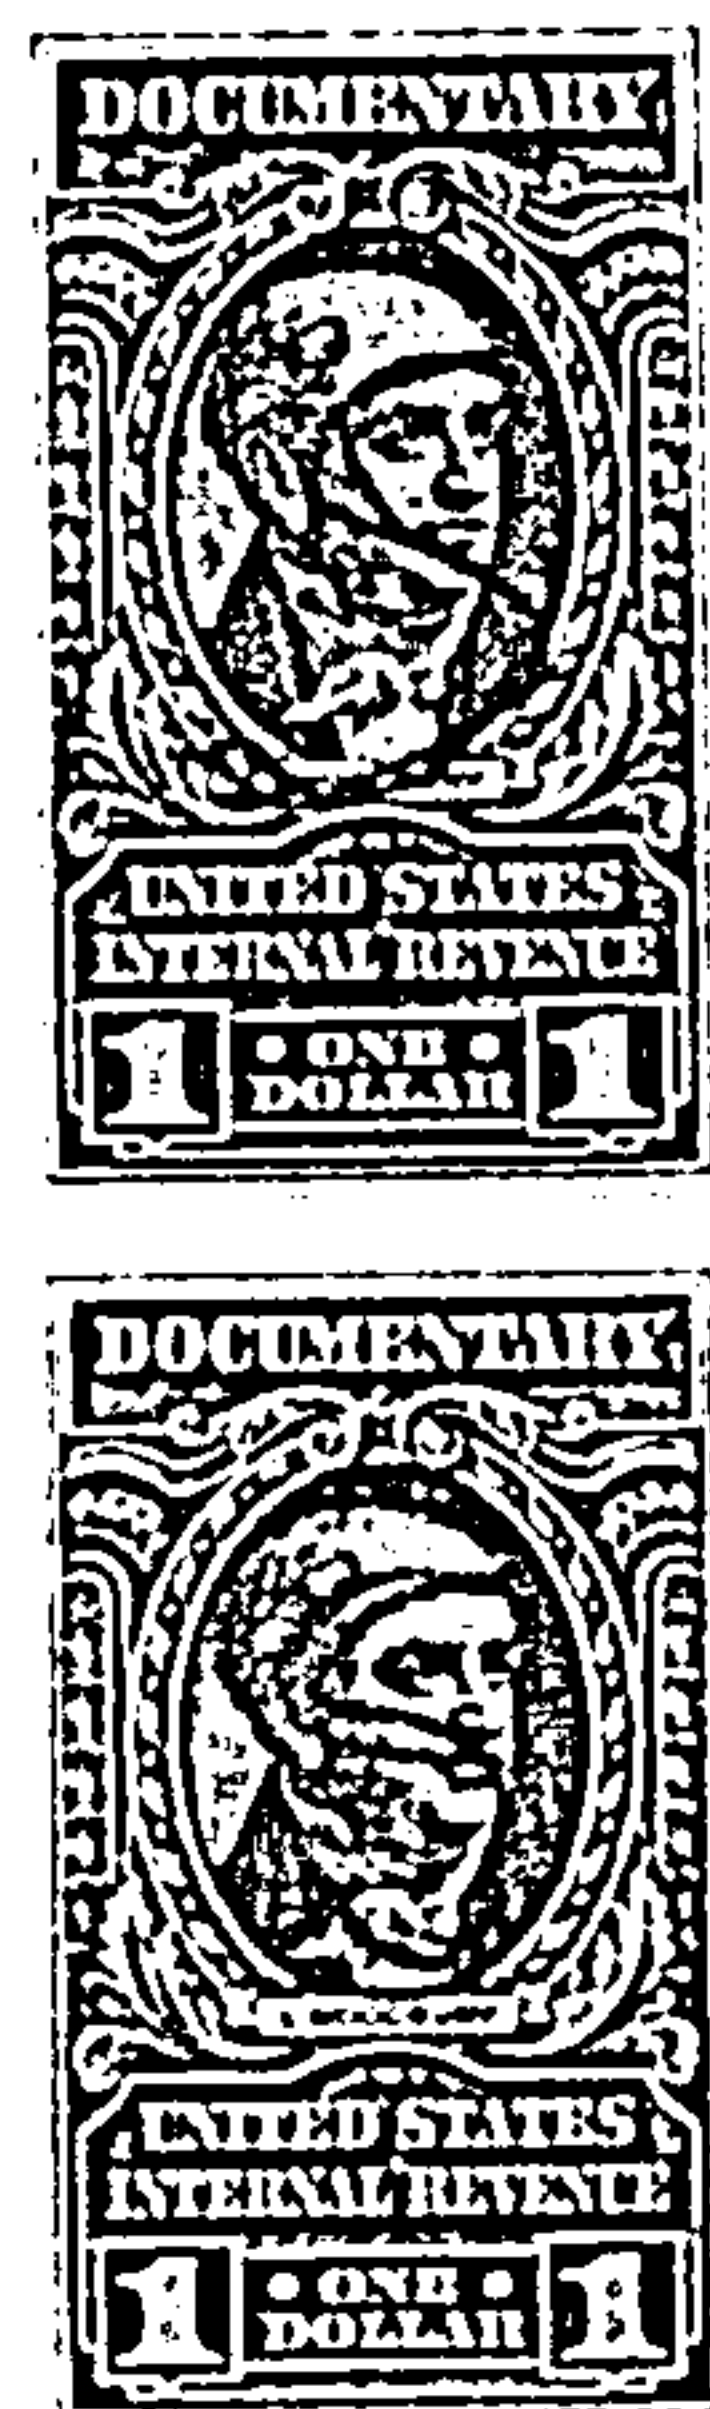 DOCUMENTARY
UNITED STATES
INTERNAL REVENUE
1 ONE 1
DOLLAR
DOCUMENTARY
UNITED STATES
INTERNAL REVENUE
1 ONE 1
DOLLAR